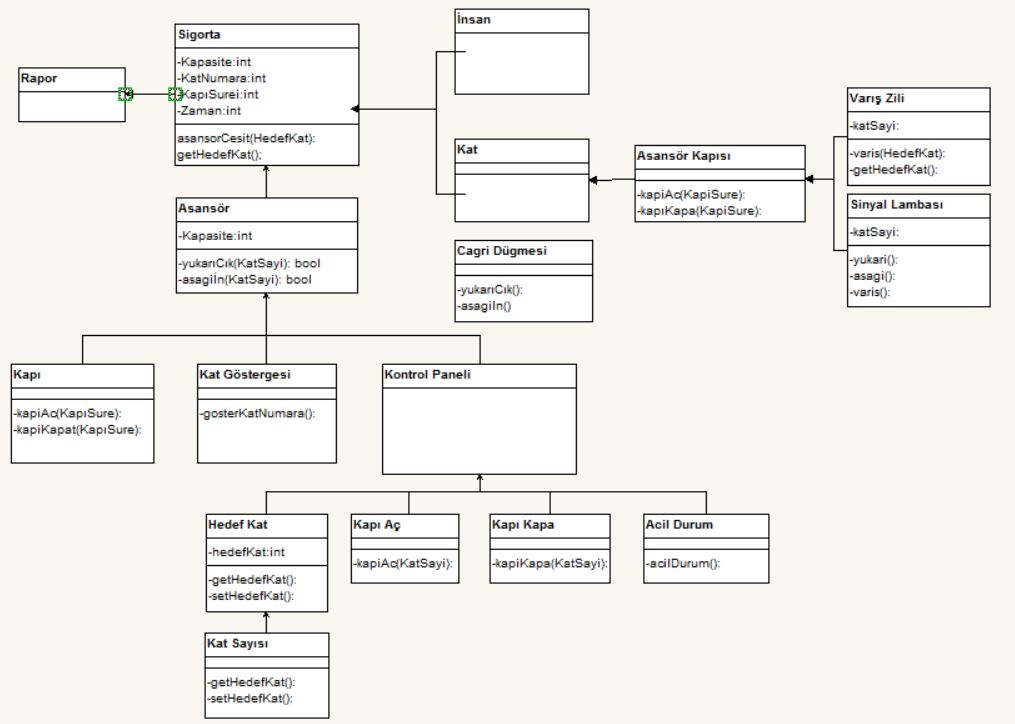 Rapor
Sigorta
-Kapasite:int
-KatNumara:int
-KapıSurei:int
-Zaman:int
asansorCesit(HedefKat):
getHedefKat();
İnsan
Kat
Asansör Kapısı
-kapiAc(KapiSure):
-kapıKapa(KapiSure):
Varış Zili
-katSayi:
-varis(HedefKat):
-getHedefKat():
Sinyal Lambası
-katSayi:
-yukari():
-asagi():
-varis():
Asansör
-Kapasite:int
-yukarıCık(KatSayi): bool
-asagiIn(KatSayi): bool
Cagri Dügmesi
-yukarıCık():
-asagiIn()
Kapı
-kapiAc(KapıSure):
-kapiKapat(KapıSure):
Kat Göstergesi
-gosterKatNumara():
Kontrol Paneli
Hedef Kat
-hedefKat:int
-getHedefKat():
-setHedefKat():
Kapı Aç
-kapiAc(KatSayi):
Kapı Kapa
-kapiKapa(KatSayi):
Acil Durum
-acilDurum():
Kat Sayısı
-getHedefKat():
-setHedefKat():